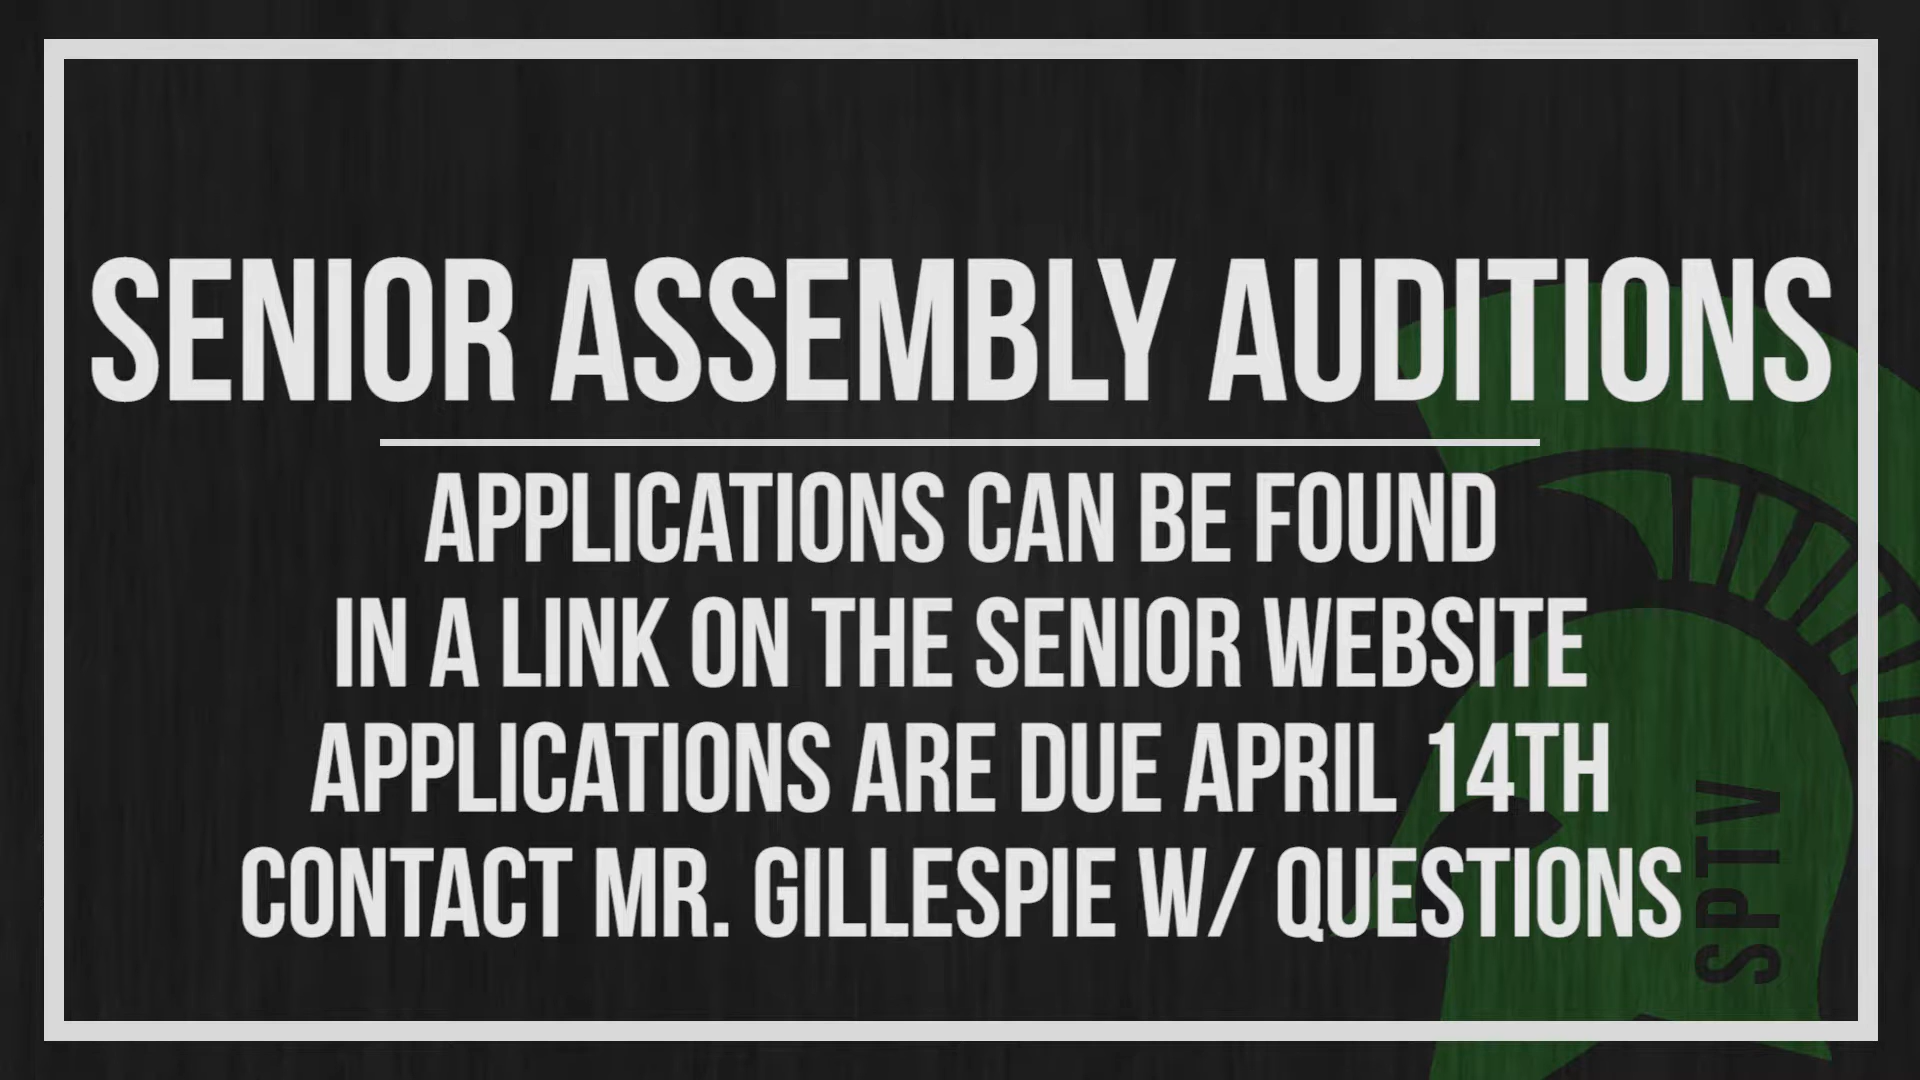 SENIOR ASSEMBLY AUDITIONS
APPLICATIONS CAN BE FOUND
IN A LINK ON THE SENIOR WEBSITE
APPLICATIONS ARE DUE APRIL 14TH
CONTACT MR. GILLESPIE W/ QUESTIONS
SPTV